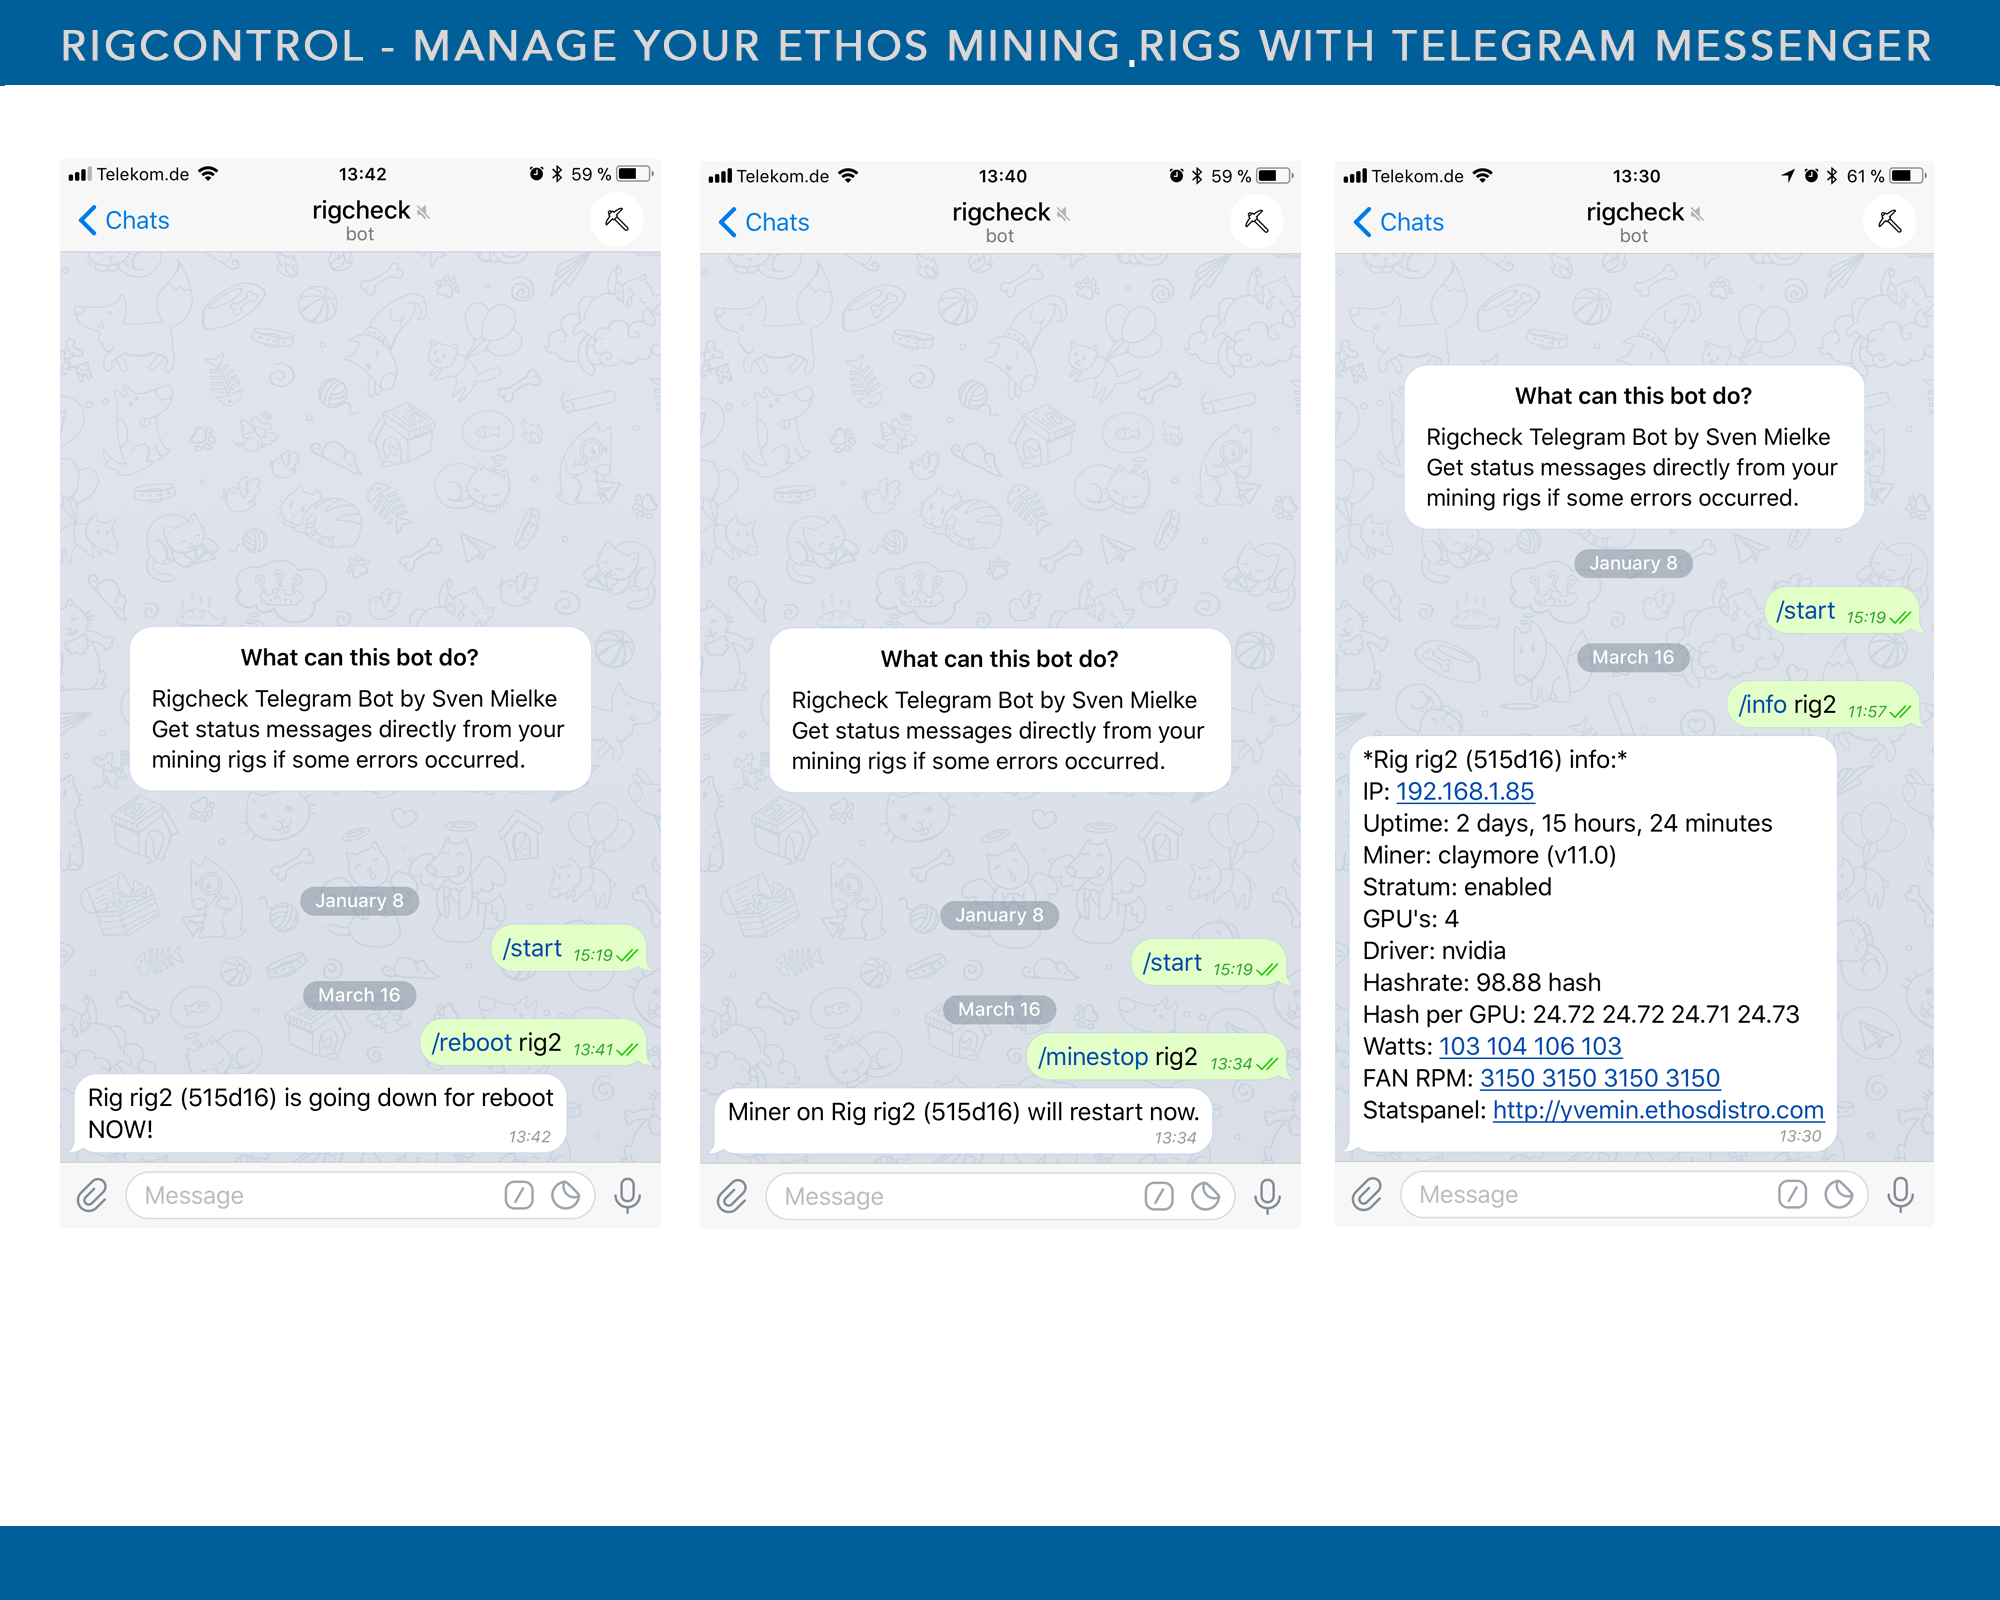 RIGCONTROL - MANAGE YOUR ETHOS MINING.RIGS WITH TELEGRAM MESSENGER
Telekom.de 13:42 59 %
Chats
rigcheck
bot
What can this bot do?
Rigcheck Telegram Bot by Sven Mielke
Get status messages directly from your
mining rigs if some errors occurred.
January 8
/start 15:19
March 16
/reboot rig2 13:41
Rig rig2 (515d16) is going down for reboot
NOW!
13:42
Message
Telekom.de 13:40 59 %
Chats
rigcheck
bot
What can this bot do?
Rigcheck Telegram Bot by Sven Mielke
Get status messages directly from your
mining rigs if some errors occurred.
January 8
/start 15:19
March 16
/minestop rig2 13:34
Miner on Rig rig2 (515d16) will restart now.
13:34
Message
Telekom.de 13:30 61 %
Chats
rigcheck
bot
What can this bot do?
Rigcheck Telegram Bot by Sven Mielke
Get status messages directly from your
mining rigs if some errors occurred.
January 8
/start 15:19
March 16
/info rig2 11:57
*Rig rig2 (515d16) info:*
IP: 192.168.1.85
Uptime: 2 days, 15 hours, 24 minutes
Miner: claymore (v11.0)
Stratum: enabled
GPU's: 4
Driver: nvidia
Hashrate: 98.88 hash
Hash per GPU: 24.72 24.72 24.71 24.73
Watts: 103 104 106 103
FAN RPM: 3150 3150 3150 3150
Statspanel: http://yvemin.ethosdistro.com
13:30
Message